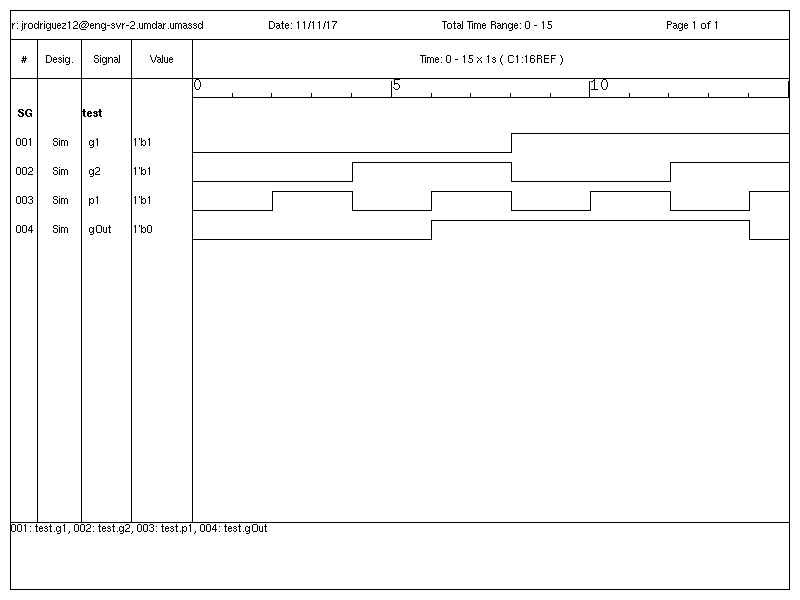 r: jrodriguez12@eng-svr-2.umdar.umassd Date: 11/11/17 Total Time Range: 0 - 15 Page 1 of 1
# Desig. Signal Value Time: 0 - 15 x 1s ( C1:16REF )
0 5 10
SG test
001 Sim g1 1'b1
002 Sim g2 1'b1
003 Sim p1 1'b1
004 Sim gOut 1'b0
001: test.g1, 002: test.g2, 003: test.p1, 004: test.gOut